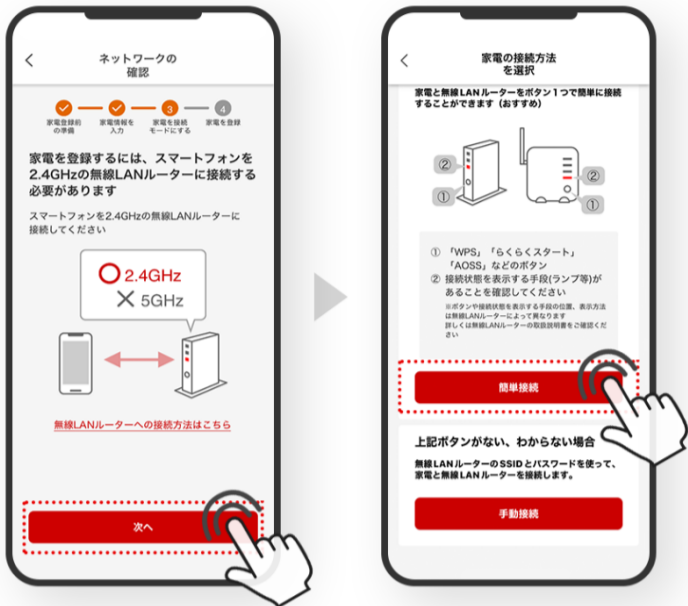 ネットワークの
確認
3
4
家電登録前
の準備
家電情報を
入力
家電を接続
モードにする
家電を登録
家電を登録するには、スマートフォンを
2.4GHzの無線LANルーターに接続する
必要があります
スマートフォンを2.4GHzの無線LANルーターに
接続してください
2.4GHz
5GHz
無線LANルーターへの接続方法はこちら
次へ
家電の接続方法
を選択
家電と無線LANルーターをボタン1つで簡単に接続
することができます（おすすめ）
②
①
②
①
① 「WPS」「らくらくスタート」
「AOSS」などのボタン
② 接続状態を表示する手段(ランプ等)が
あることを確認してください
※ボタンや接続状態を表示する手段の位置、表示方法
は無線LANルーターによって異なります
詳しくは無線LANルーターの取扱説明書をご確認くだ
さい
簡単接続
上記ボタンがない、わからない場合
無線LANルーターのSSIDとパスワードを使って、
家電と無線LANルーターを接続します。
手動接続